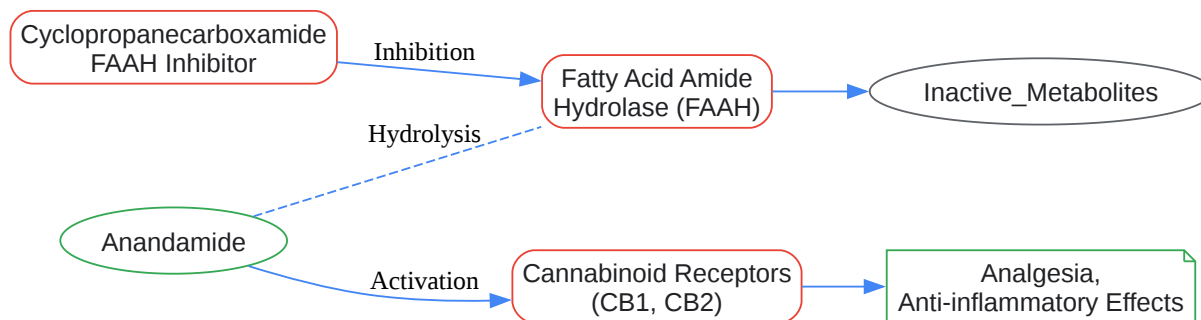 Cyclopropanecarboxamide
FAAH Inhibitor
Inhibition
Fatty Acid Amide
Hydrolase (FAAH)
Inactive_Metabolites
Hydrolysis
Anandamide
Activation
Cannabinoid Receptors
(CB1, CB2)
Analgesia,
Anti-inflammatory Effects